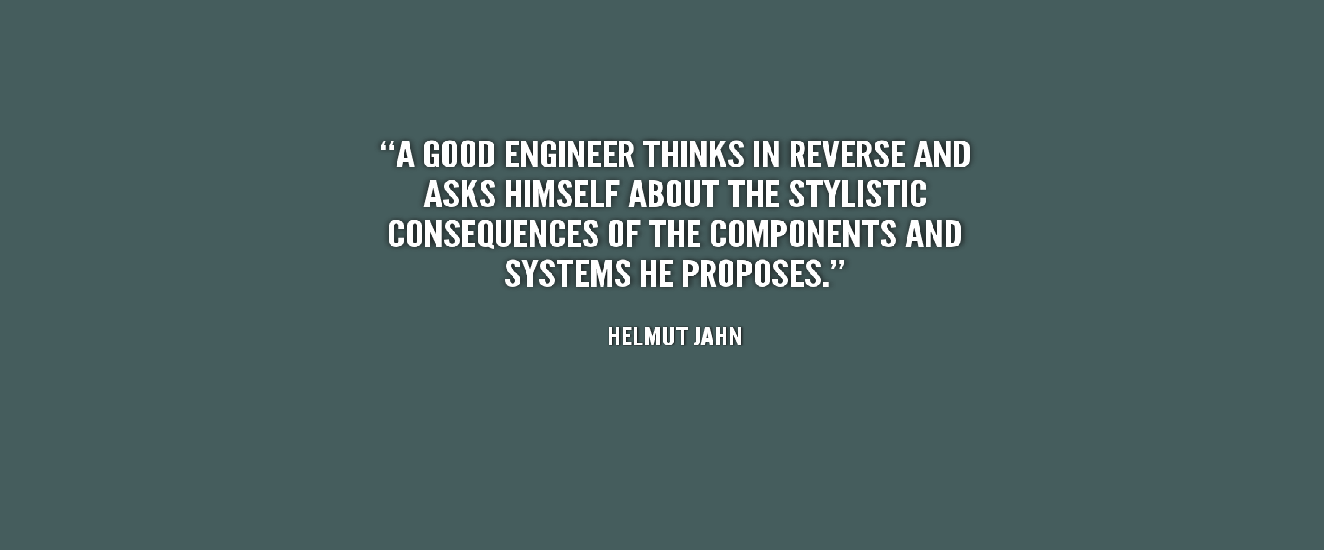 “A GOOD ENGINEER THINKS IN REVERSE AND
ASKS HIMSELF ABOUT THE STYLISTIC
CONSEQUENCES OF THE COMPONENTS AND
SYSTEMS HE PROPOSES.”
HELMUT JAHN